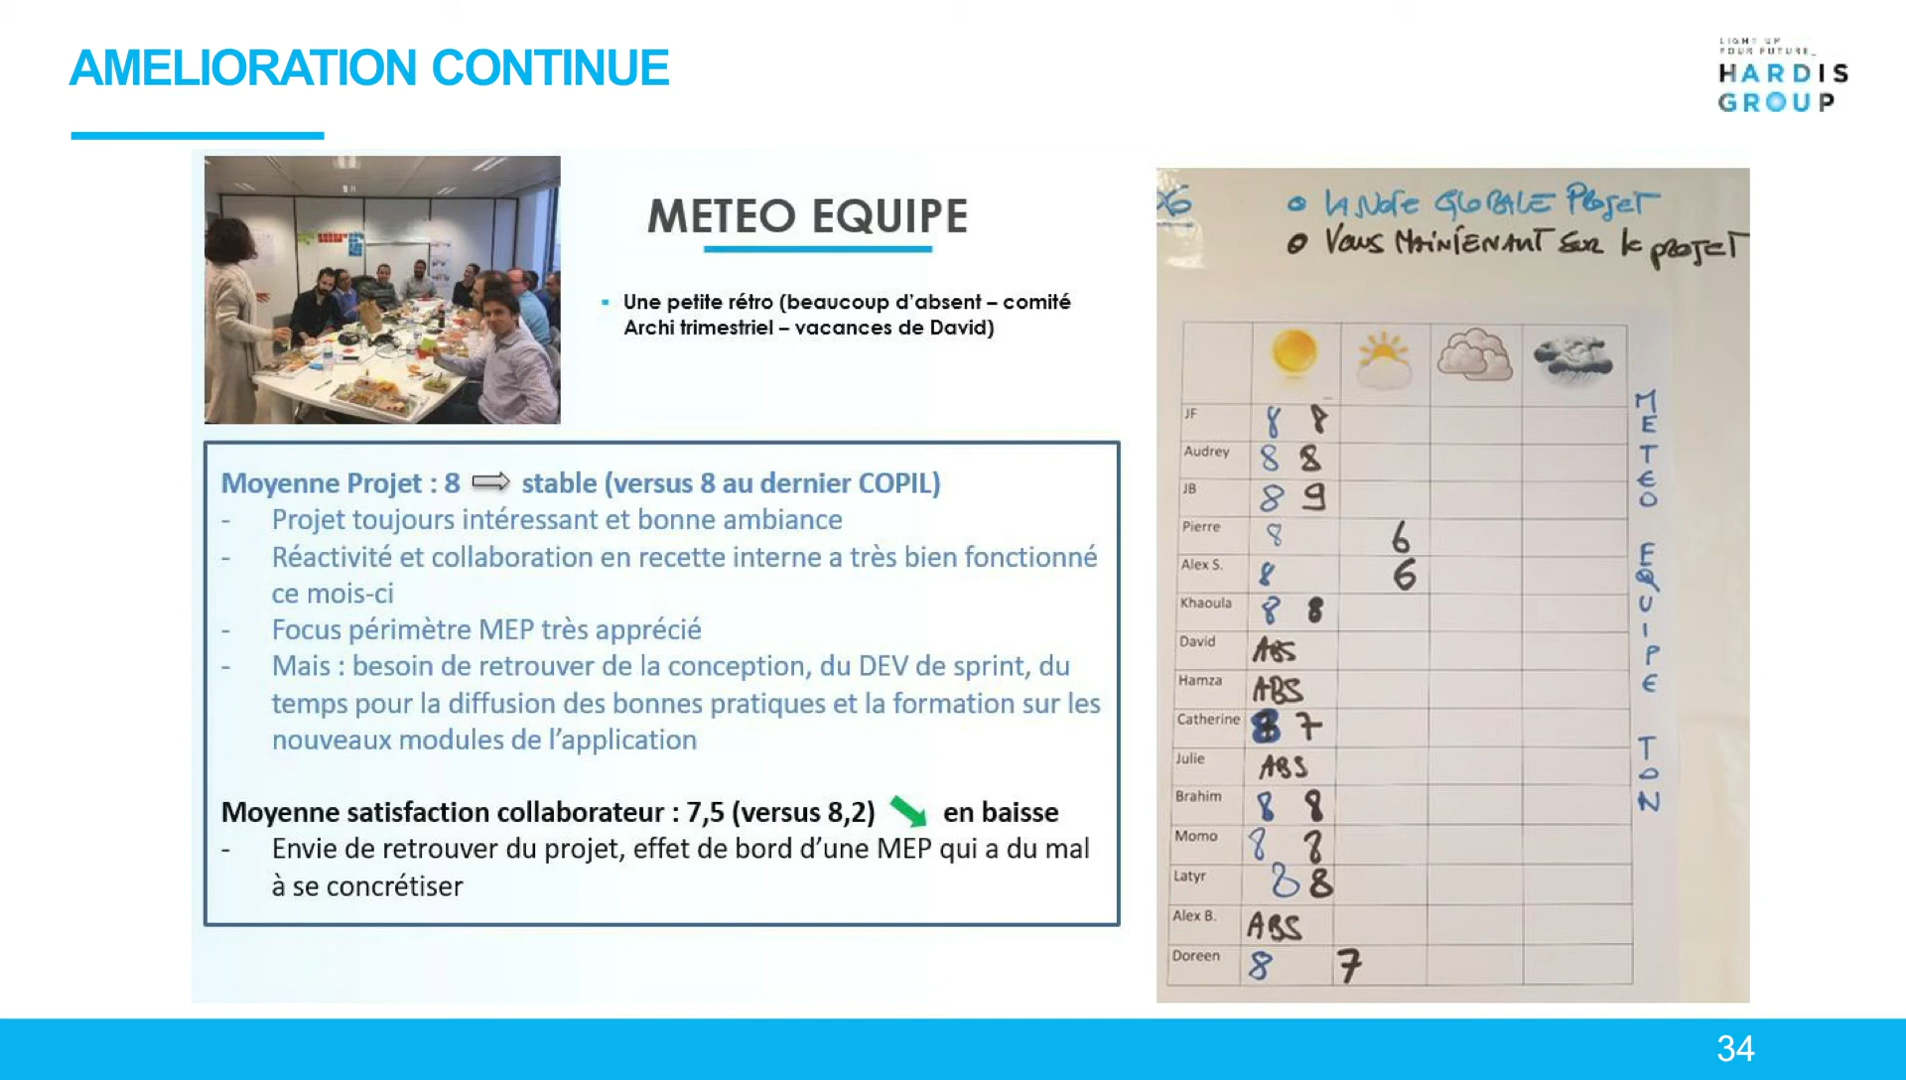 AMELIORATION CONTINUE
LIGHT UP
YOUR FUTURE_
HARDIS
GROUP
METEO EQUIPE
▪ Une petite rétro (beaucoup d'absent – comité
Archi trimestriel – vacances de David)
Moyenne Projet : 8 ⇨ stable (versus 8 au dernier COPIL)
- Projet toujours intéressant et bonne ambiance
- Réactivité et collaboration en recette interne a très bien fonctionné
ce mois-ci
- Focus périmètre MEP très apprécié
- Mais : besoin de retrouver de la conception, du DEV de sprint, du
temps pour la diffusion des bonnes pratiques et la formation sur les
nouveaux modules de l'application
Moyenne satisfaction collaborateur : 7,5 (versus 8,2) en baisse
- Envie de retrouver du projet, effet de bord d'une MEP qui a du mal
à se concrétiser
LA NOTE GLOBALE PROJET
VOUS MAINTENANT SUR le PROJET
JF 8 8
Audrey 8 8
JB 8 9
Pierre 8 6
Alex S. 8 6
Khaoula 8 8
David ABS
Hamza ABS
Catherine 8 7
Julie ABS
Brahim 8 8
Momo 8 8
Latyr 8 8
Alex B. ABS
Doreen 8 7
METEO EQUIPE TON
34